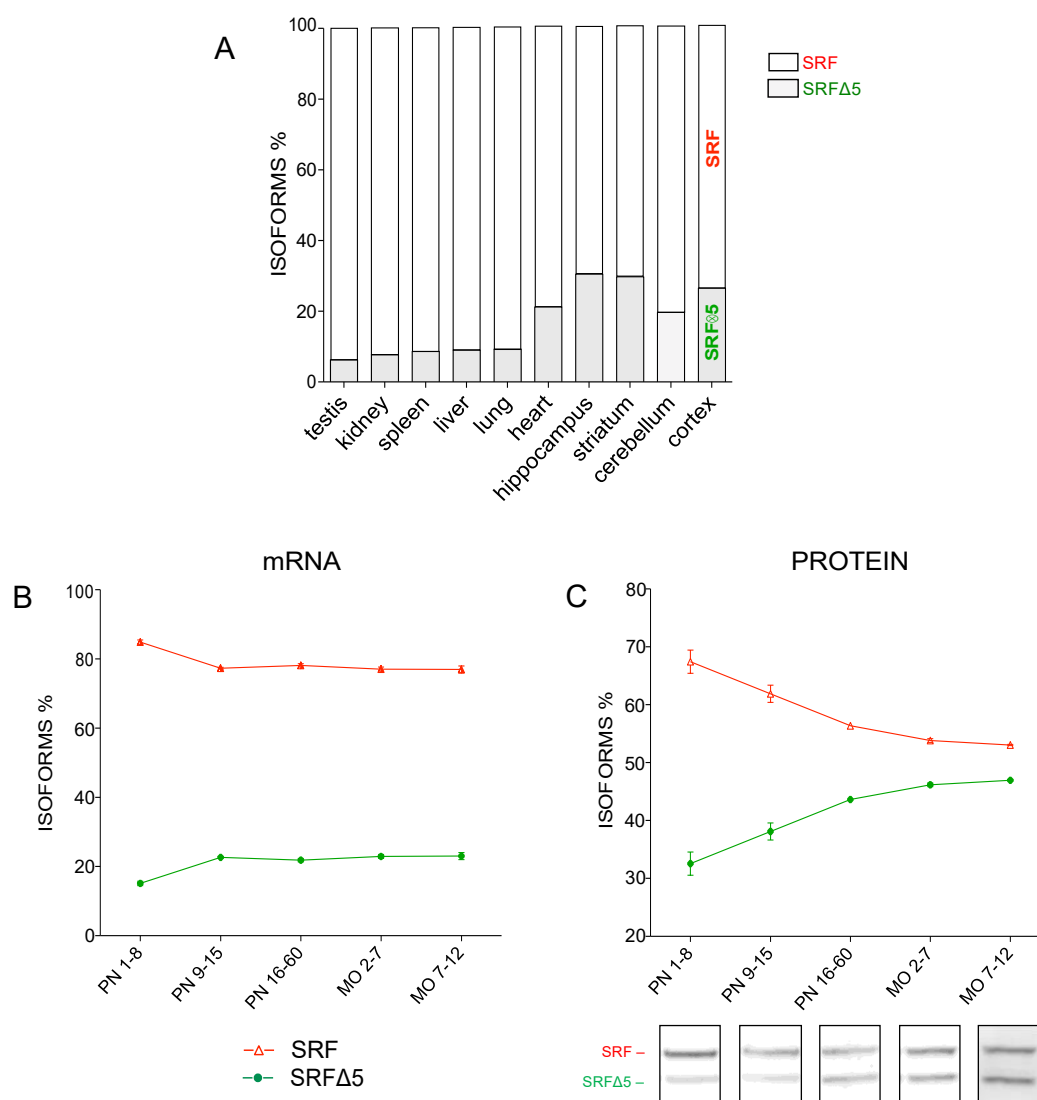 A
ISOFORMS %
100
80
60
40
20
0
SRF
SRFΔ5
SRF
SRF⊗5
testis
kidney
spleen
liver
lung
heart
hippocampus
striatum
cerebellum
cortex
mRNA
B
ISOFORMS %
100
80
60
40
20
0
PN 1-8
PN 9-15
PN 16-60
MO 2-7
MO 7-12
PROTEIN
C
ISOFORMS %
80
70
60
50
40
30
20
PN 1-8
PN 9-15
PN 16-60
MO 2-7
MO 7-12
SRF
SRFΔ5
SRF –
SRFΔ5 –